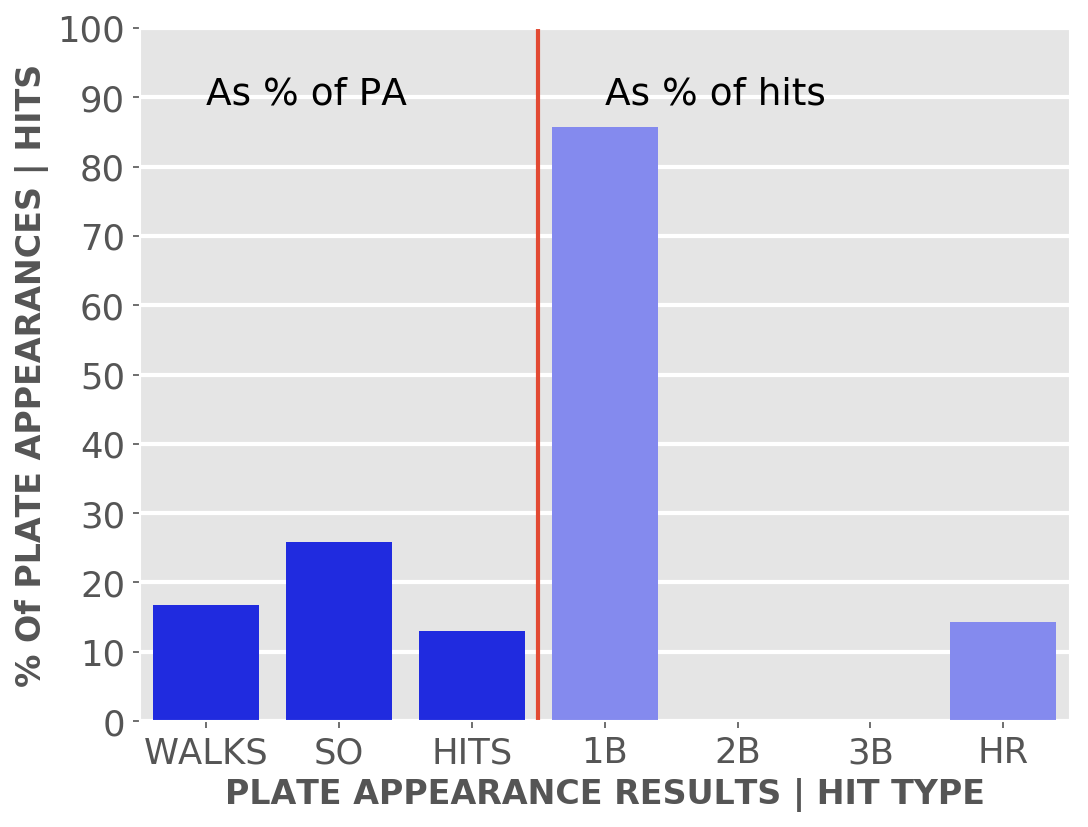 % Of PLATE APPEARANCES | HITS
100
90
80
70
60
50
40
30
20
10
0
As % of PA
As % of hits
WALKS SO HITS 1B 2B 3B HR
PLATE APPEARANCE RESULTS | HIT TYPE